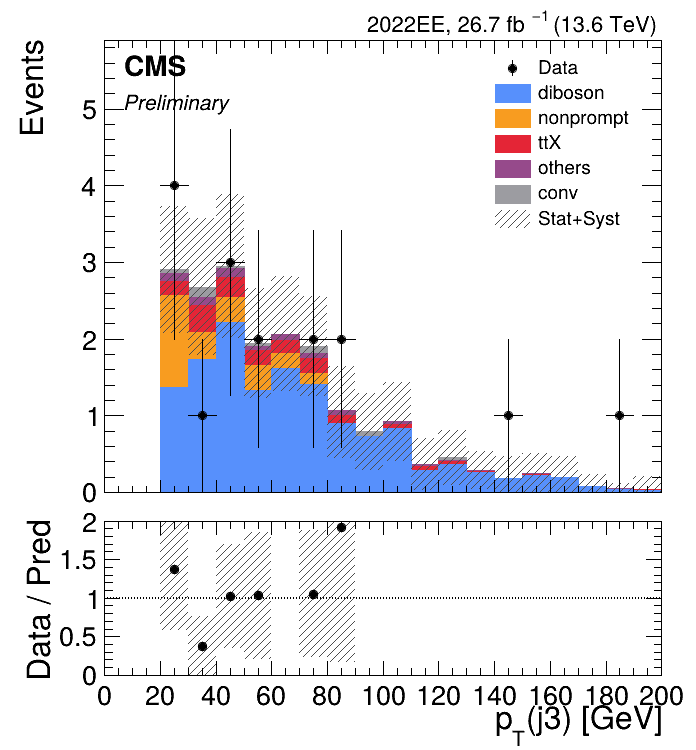 2022EE, 26.7 fb⁻¹ (13.6 TeV)
CMS
Preliminary
Events
5
4
3
2
1
0
Data
diboson
nonprompt
ttX
others
conv
Stat+Syst
Data / Pred
2
1.5
1
0.5
0
0 20 40 60 80 100 120 140 160 180 200
p_T(j3) [GeV]